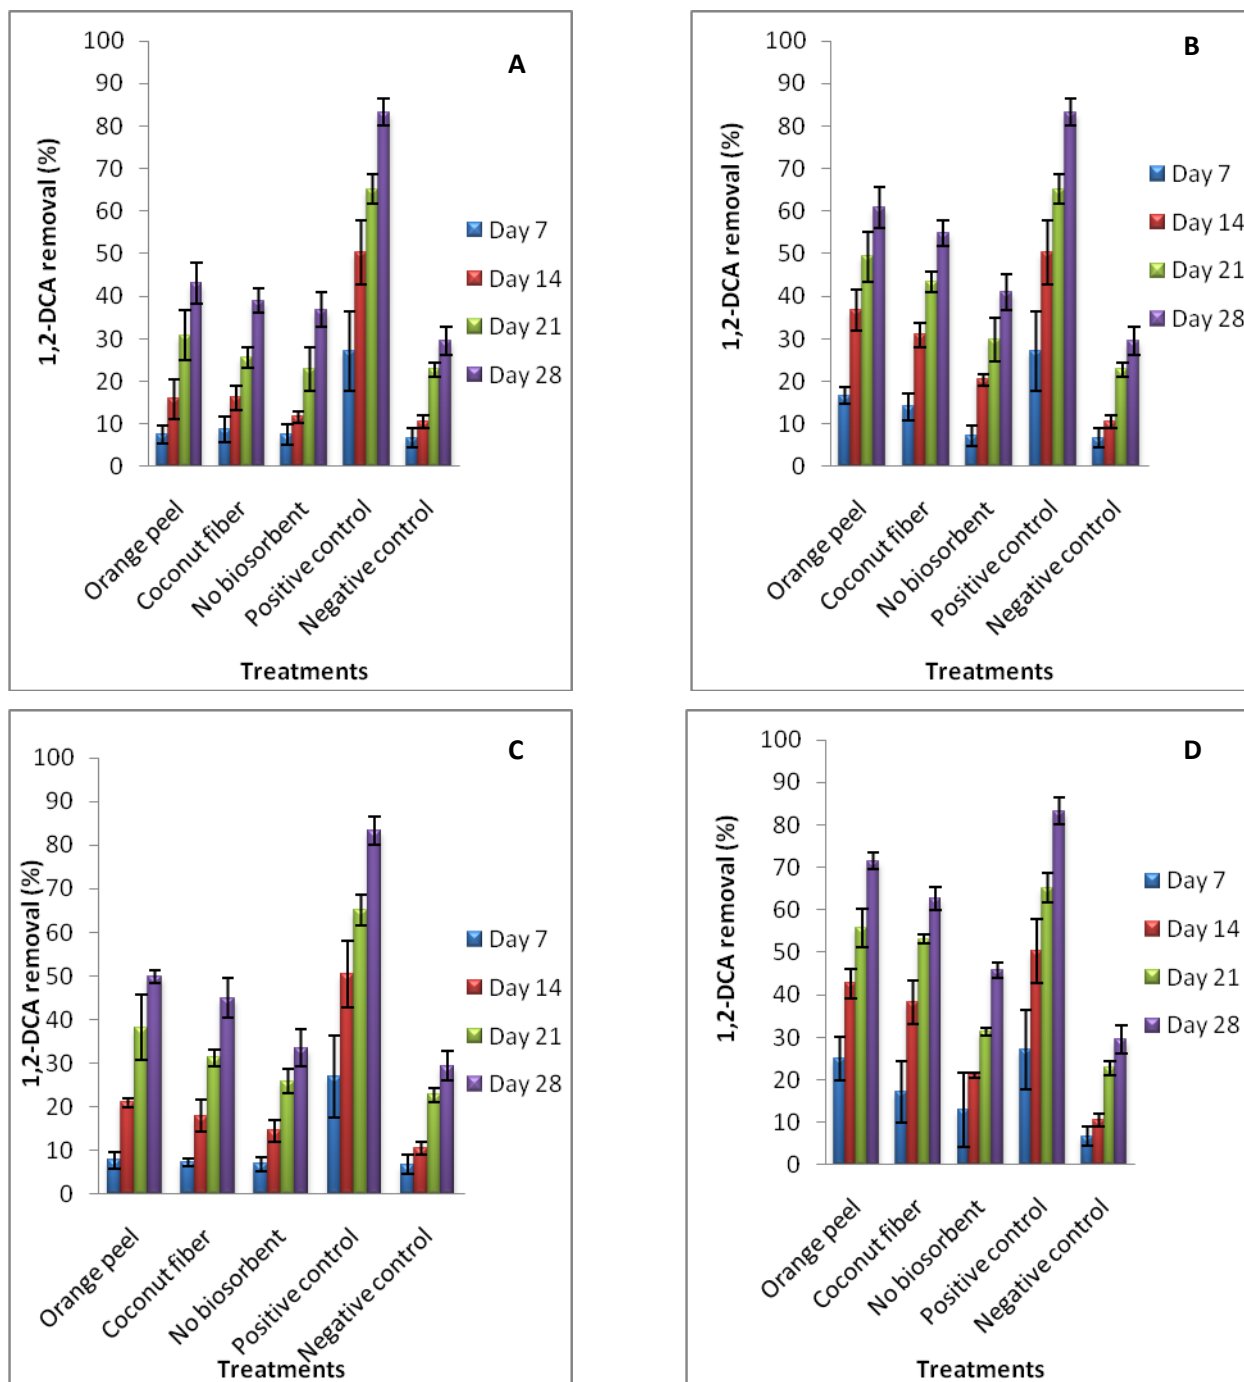 A
1,2-DCA removal (%)
100
90
80
70
60
50
40
30
20
10
0
Orange peel
Coconut fiber
No biosorbent
Positive control
Negative control
Treatments
Day 7
Day 14
Day 21
Day 28
B
1,2-DCA removal (%)
100
90
80
70
60
50
40
30
20
10
0
Orange peel
Coconut fiber
No biosorbent
Positive control
Negative control
Treatments
Day 7
Day 14
Day 21
Day 28
C
1,2-DCA removal (%)
100
90
80
70
60
50
40
30
20
10
0
Orange peel
Coconut fiber
No biosorbent
Positive control
Negative control
Treatments
Day 7
Day 14
Day 21
Day 28
D
1,2-DCA removal (%)
100
90
80
70
60
50
40
30
20
10
0
Orange peel
Coconut fiber
No biosorbent
Positive control
Negative control
Treatments
Day 7
Day 14
Day 21
Day 28